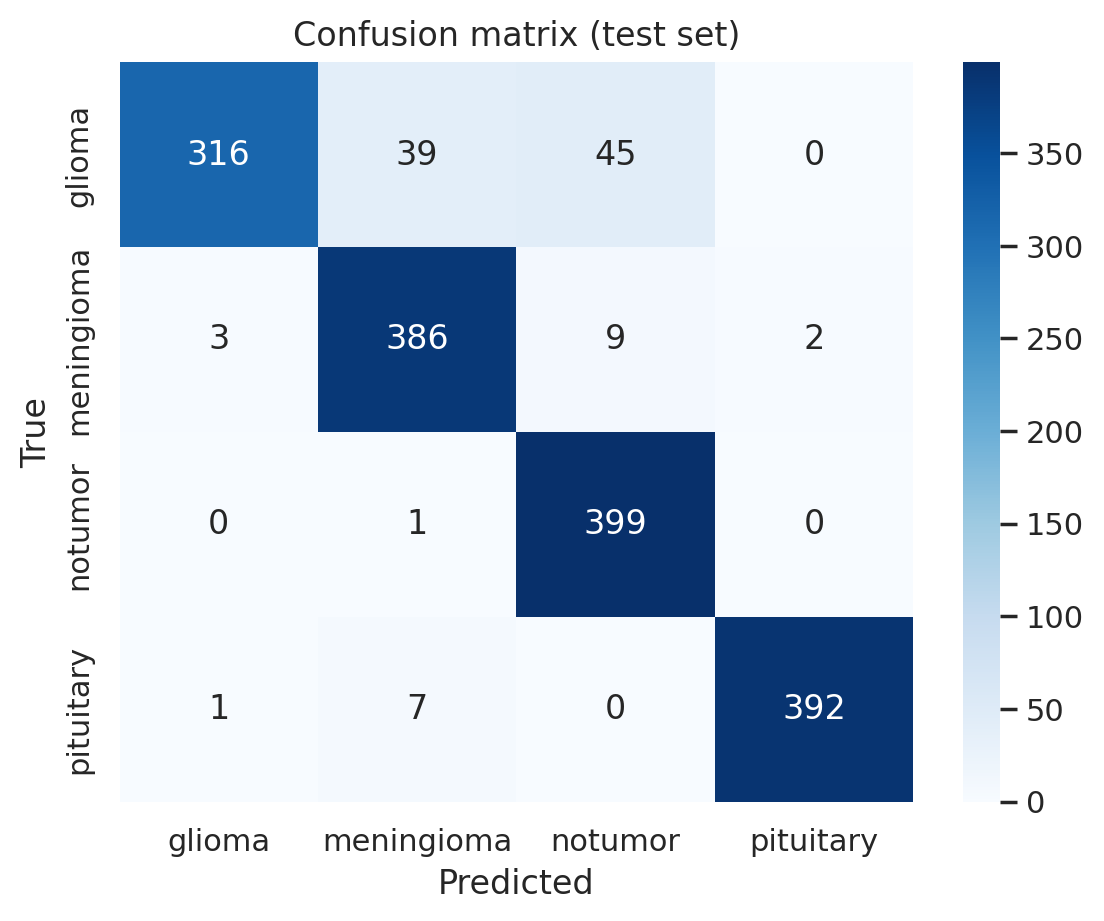 Confusion matrix (test set)
glioma 316 39 45 0
meningioma 3 386 9 2
notumor 0 1 399 0
pituitary 1 7 0 392
True
glioma meningioma notumor pituitary
Predicted
350
300
250
200
150
100
50
0